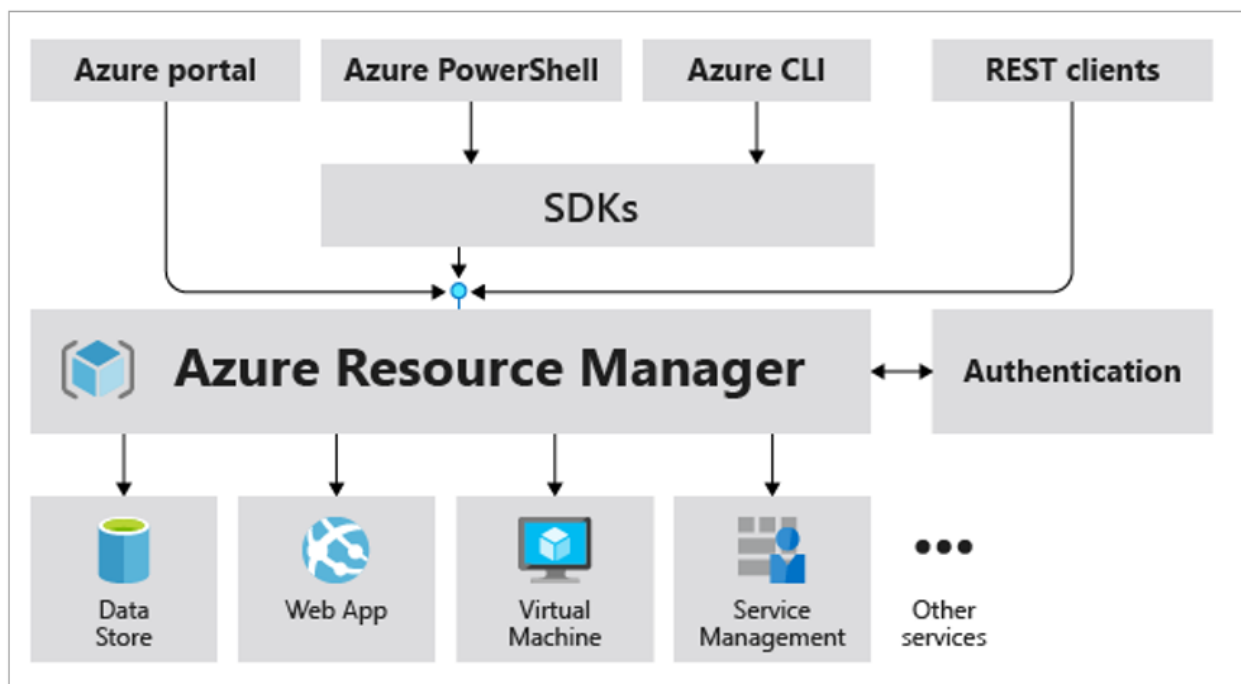 Azure portal
Azure PowerShell
Azure CLI
REST clients
SDKs
Azure Resource Manager
Authentication
Data
Store
Web App
Virtual
Machine
Service
Management
Other
services